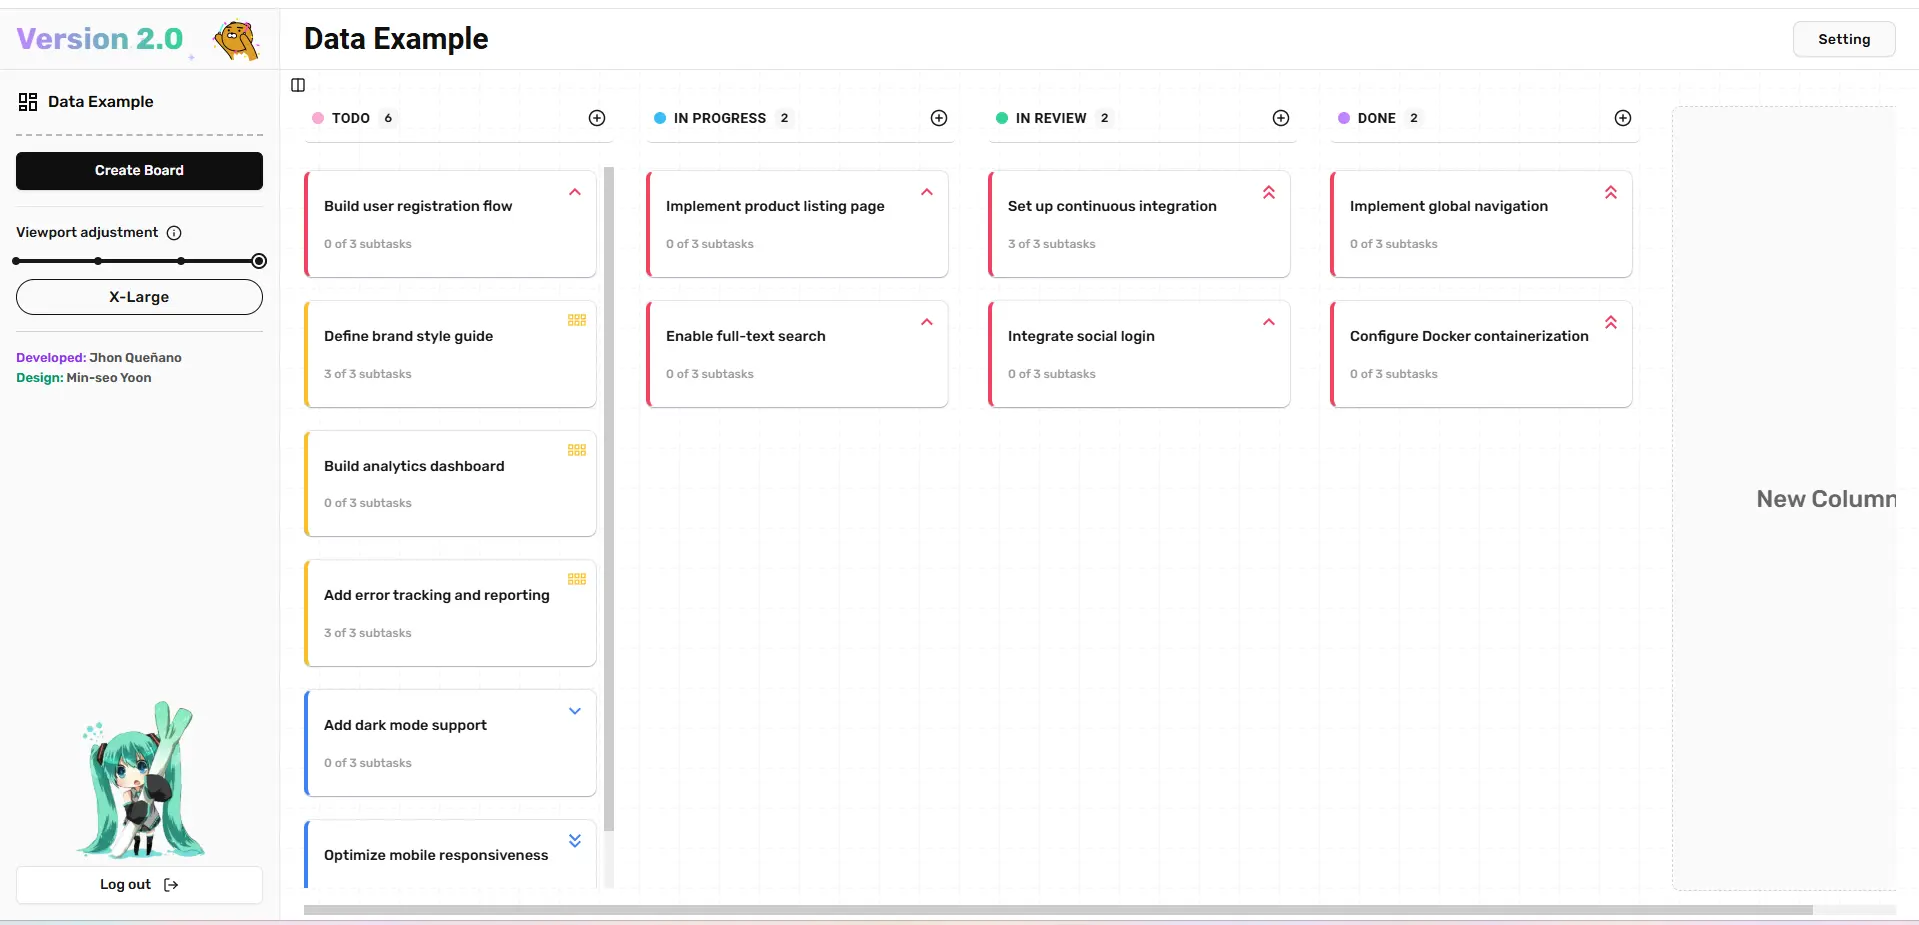 Version 2.0
Data Example
Setting
Data Example
Create Board
Viewport adjustment
X-Large
Developed: Jhon Queñano
Design: Min-seo Yoon
Log out
TODO 6
Build user registration flow
0 of 3 subtasks
Define brand style guide
3 of 3 subtasks
Build analytics dashboard
0 of 3 subtasks
Add error tracking and reporting
3 of 3 subtasks
Add dark mode support
0 of 3 subtasks
Optimize mobile responsiveness
IN PROGRESS 2
Implement product listing page
0 of 3 subtasks
Enable full-text search
0 of 3 subtasks
IN REVIEW 2
Set up continuous integration
3 of 3 subtasks
Integrate social login
0 of 3 subtasks
DONE 2
Implement global navigation
0 of 3 subtasks
Configure Docker containerization
0 of 3 subtasks
New Column